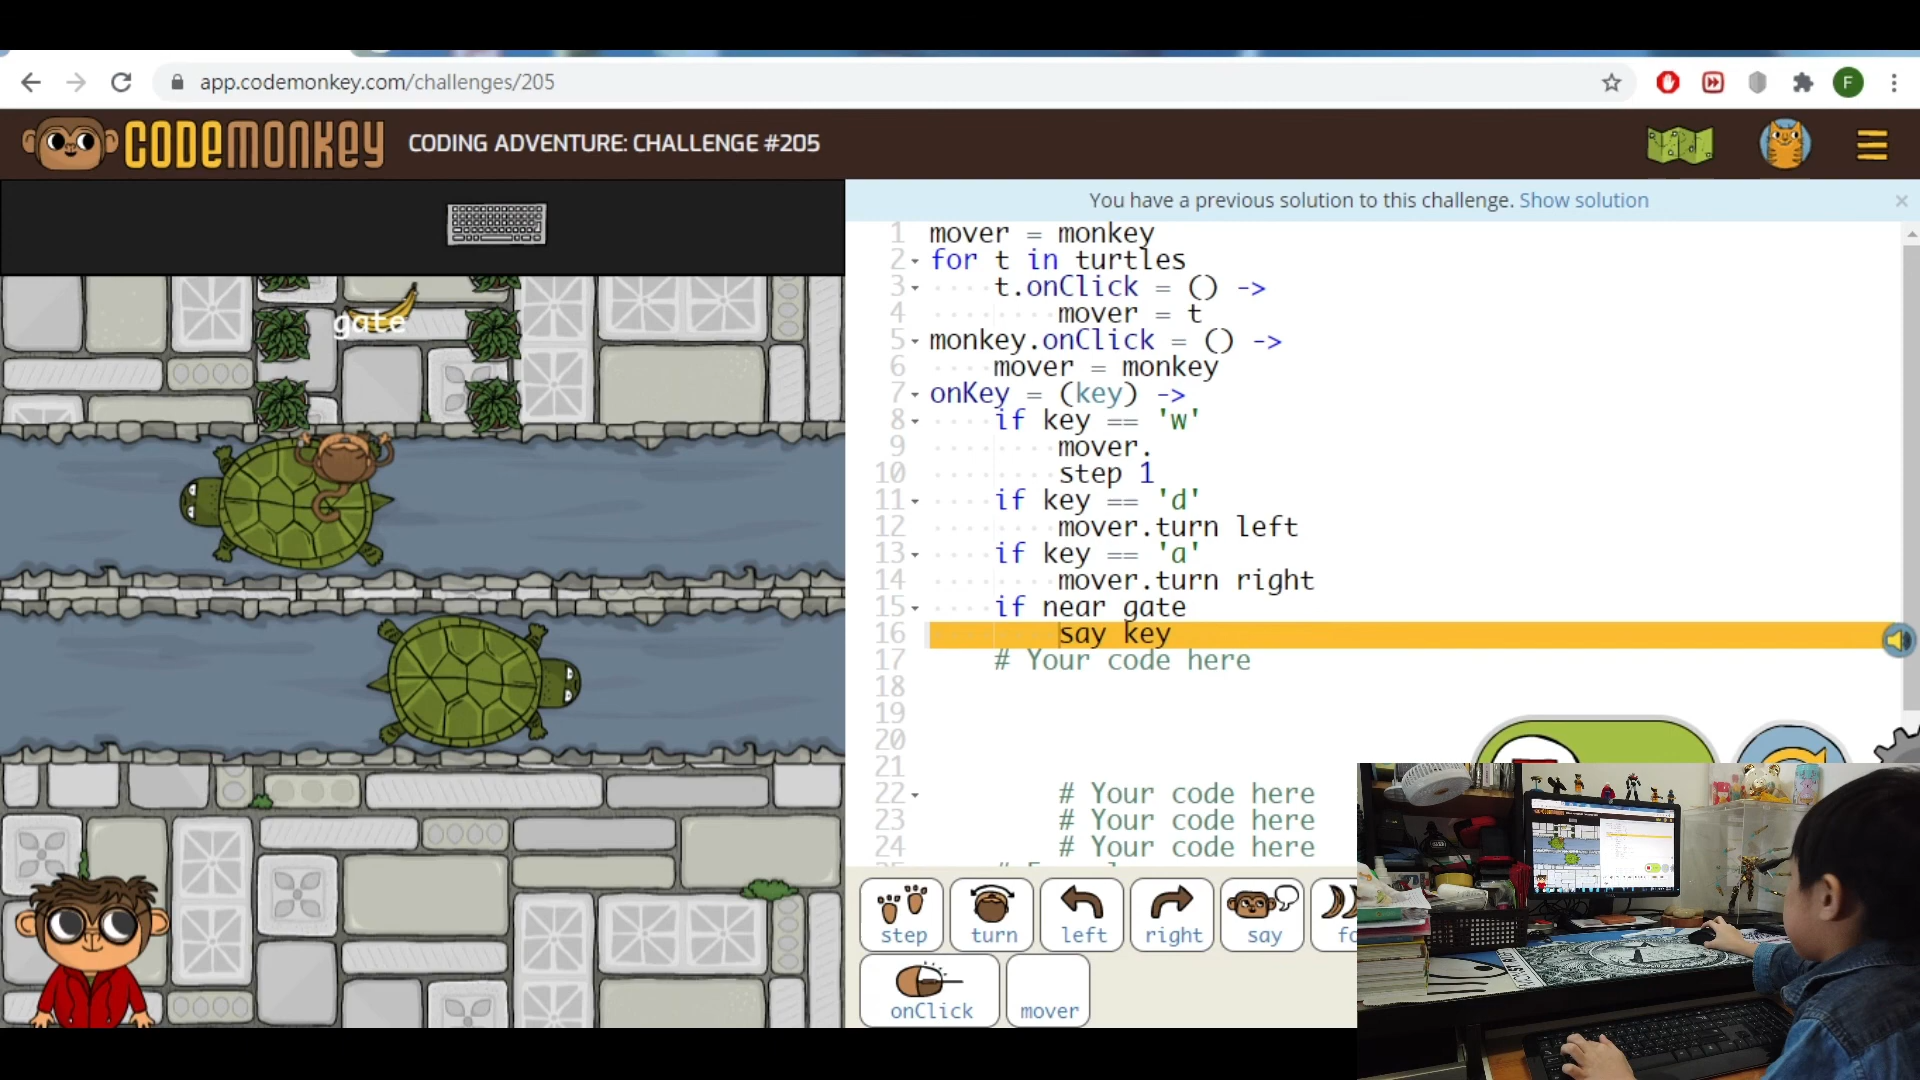 app.codemonkey.com/challenges/205
F
CODEMONKEY
CODING ADVENTURE: CHALLENGE #205
You have a previous solution to this challenge. Show solution
gate
1 mover = monkey
2 for t in turtles
3 t.onClick = () ->
4 mover = t
5 monkey.onClick = () ->
6 mover = monkey
7 onKey = (key) ->
8 if key == 'w'
9 mover.
10 step 1
11 if key == 'd'
12 mover.turn left
13 if key == 'a'
14 mover.turn right
15 if near gate
16 say key
17 # Your code here
18
19
20
21
22 # Your code here
23 # Your code here
24 # Your code here
step
turn
left
right
say
fo
onClick
mover